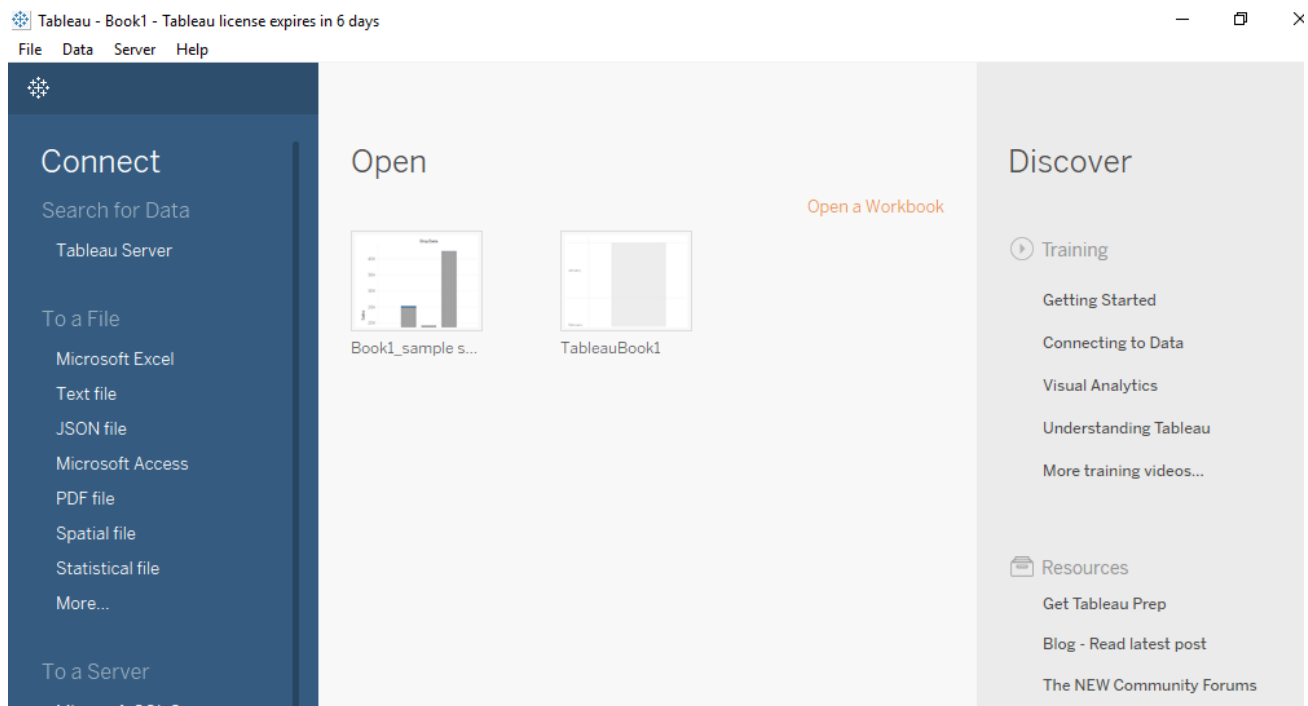 Tableau - Book1 - Tableau license expires in 6 days
File Data Server Help
Connect
Search for Data
Tableau Server
To a File
Microsoft Excel
Text file
JSON file
Microsoft Access
PDF file
Spatial file
Statistical file
More...
To a Server
Open
Open a Workbook
Book1_sample s...
TableauBook1
Discover
Training
Getting Started
Connecting to Data
Visual Analytics
Understanding Tableau
More training videos...
Resources
Get Tableau Prep
Blog - Read latest post
The NEW Community Forums